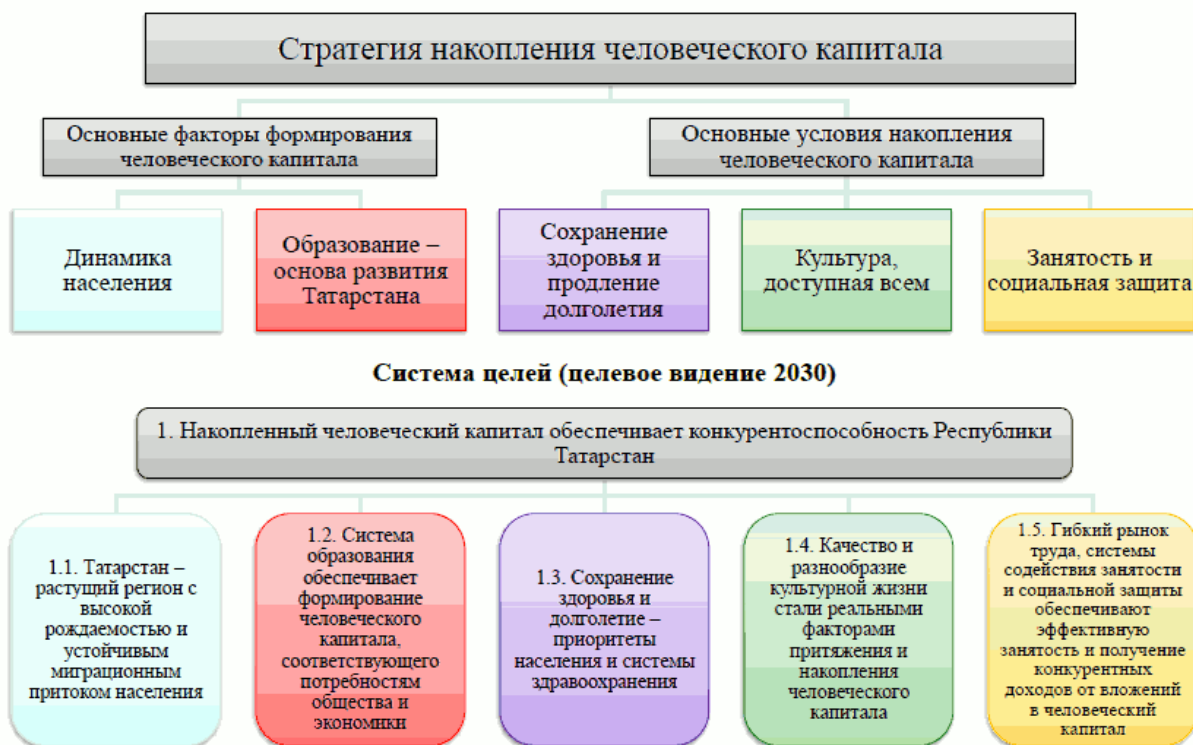 Стратегия накопления человеческого капитала
Основные факторы формирования
человеческого капитала
Основные условия накопления
человеческого капитала
Динамика
населения
Образование –
основа развития
Татарстана
Сохранение
здоровья и
продление
долголетия
Культура,
доступная всем
Занятость и
социальная защита
Система целей (целевое видение 2030)
1. Накопленный человеческий капитал обеспечивает конкурентоспособность Республики
Татарстан
1.1. Татарстан –
растущий регион с
высокой
рождаемостью и
устойчивым
миграционным
притоком населения
1.2. Система
образования
обеспечивает
формирование
человеческого
капитала,
соответствующего
потребностям
общества и
экономики
1.3. Сохранение
здоровья и
долголетие –
приоритеты
населения и системы
здравоохранения
1.4. Качество и
разнообразие
культурной жизни
стали реальными
факторами
притяжения и
накопления
человеческого
капитала
1.5. Гибкий рынок
труда, системы
содействия занятости
и социальной защиты
обеспечивают
эффективную
занятость и получение
конкурентных
доходов от вложений
в человеческий
капитал